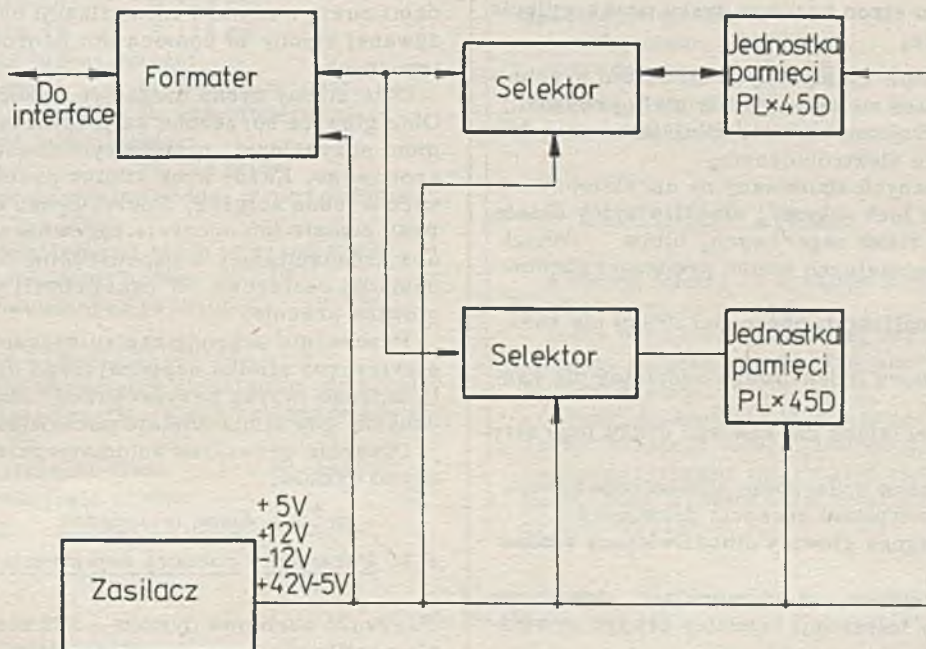 Do
interface
Formater
Selektor
Jednostka
pamięci
PL×45D
Selektor
Jednostka
pamięci
PL×45D
Zasilacz
+5V
+12V
-12V
+42V-5V